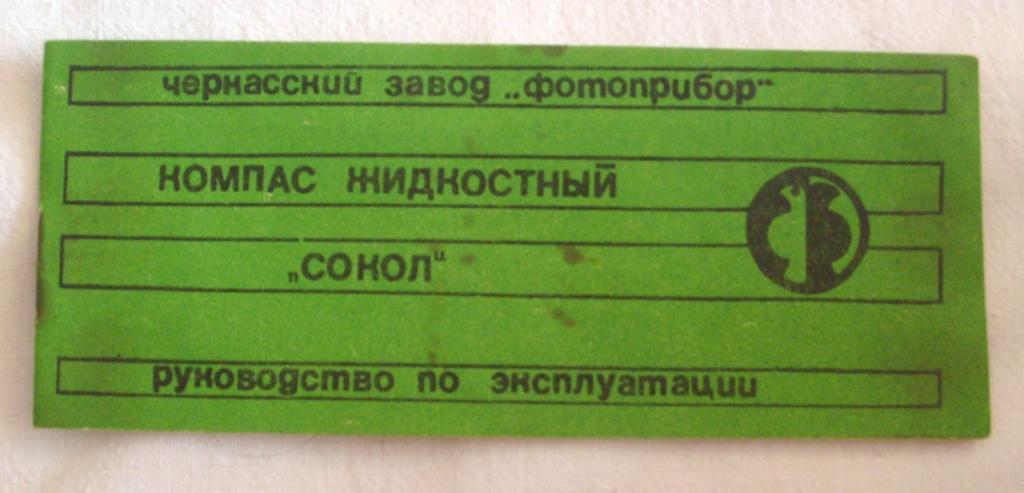 черкасский завод „фотоприбор“
КОМПАС ЖИДКОСТНЫЙ
„СОКОЛ“
руководство по эксплуатации